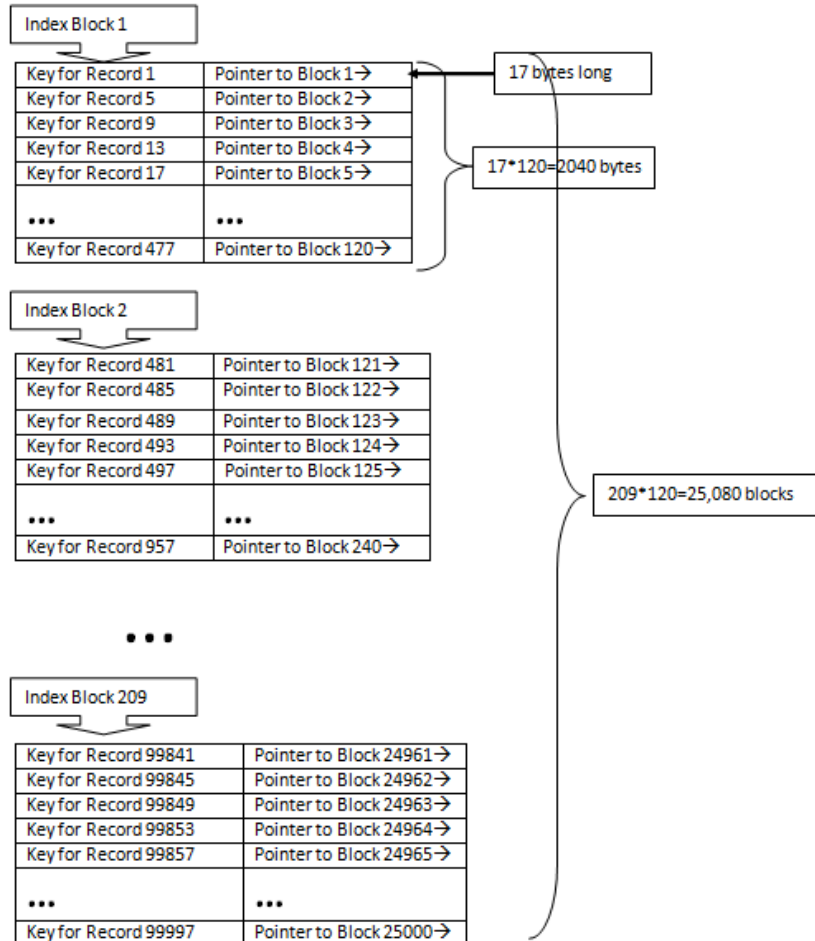 Index Block 1
Key for Record 1 Pointer to Block 1→ 17 bytes long
Key for Record 5 Pointer to Block 2→
Key for Record 9 Pointer to Block 3→
Key for Record 13 Pointer to Block 4→
Key for Record 17 Pointer to Block 5→ 17*120=2040 bytes
... ...
Key for Record 477 Pointer to Block 120→
Index Block 2
Key for Record 481 Pointer to Block 121→
Key for Record 485 Pointer to Block 122→
Key for Record 489 Pointer to Block 123→
Key for Record 493 Pointer to Block 124→
Key for Record 497 Pointer to Block 125→
209*120=25,080 blocks
... ...
Key for Record 957 Pointer to Block 240→
...
Index Block 209
Key for Record 99841 Pointer to Block 24961→
Key for Record 99845 Pointer to Block 24962→
Key for Record 99849 Pointer to Block 24963→
Key for Record 99853 Pointer to Block 24964→
Key for Record 99857 Pointer to Block 24965→
... ...
Key for Record 99997 Pointer to Block 25000→